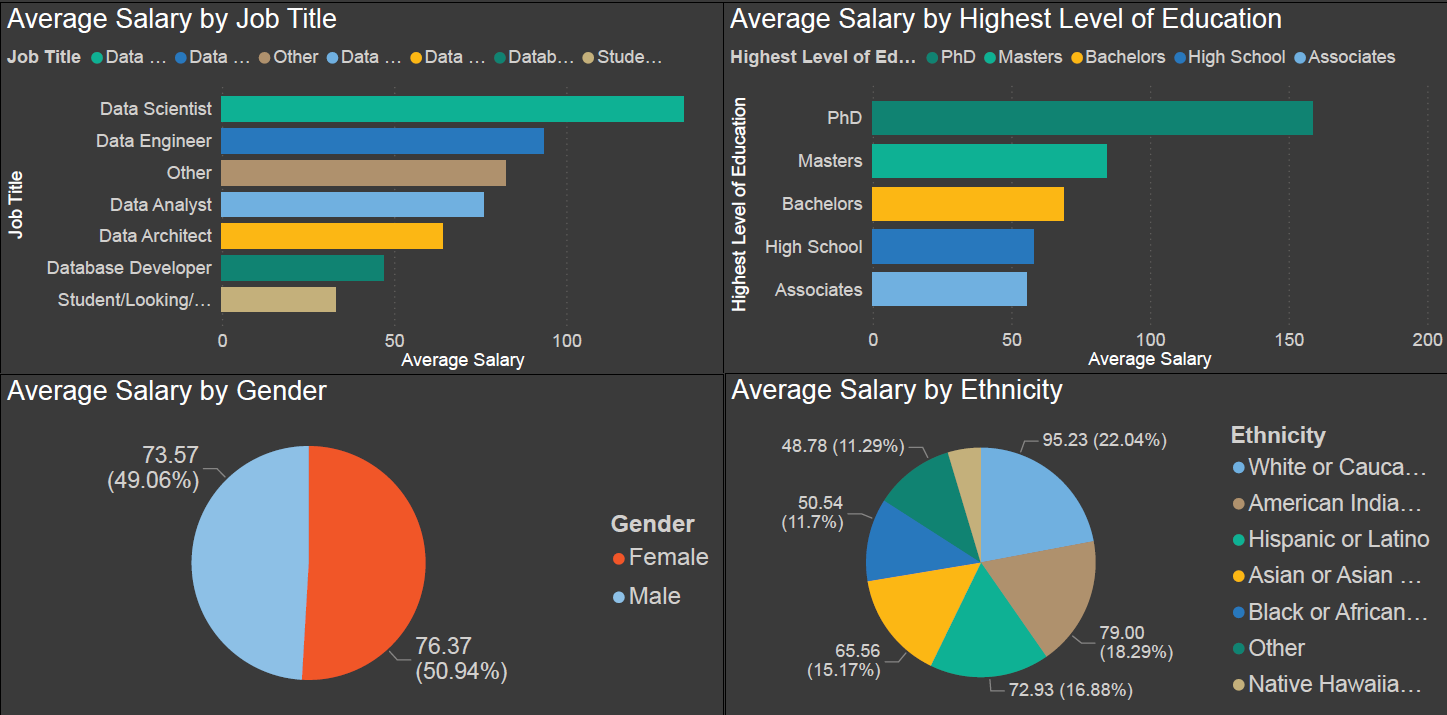 Average Salary by Job Title
Job Title Data … Data … Other Data … Data … Datab… Stude…
Job Title
Data Scientist
Data Engineer
Other
Data Analyst
Data Architect
Database Developer
Student/Looking/…
0 50 100
Average Salary
Average Salary by Highest Level of Education
Highest Level of Ed… PhD Masters Bachelors High School Associates
Highest Level of Education
PhD
Masters
Bachelors
High School
Associates
0 50 100 150 200
Average Salary
Average Salary by Gender
73.57
(49.06%)
76.37
(50.94%)
Gender
Female
Male
Average Salary by Ethnicity
48.78 (11.29%)
95.23 (22.04%)
50.54
(11.7%)
79.00
(18.29%)
65.56
(15.17%)
72.93 (16.88%)
Ethnicity
White or Cauca…
American India…
Hispanic or Latino
Asian or Asian …
Black or African…
Other
Native Hawaiia…